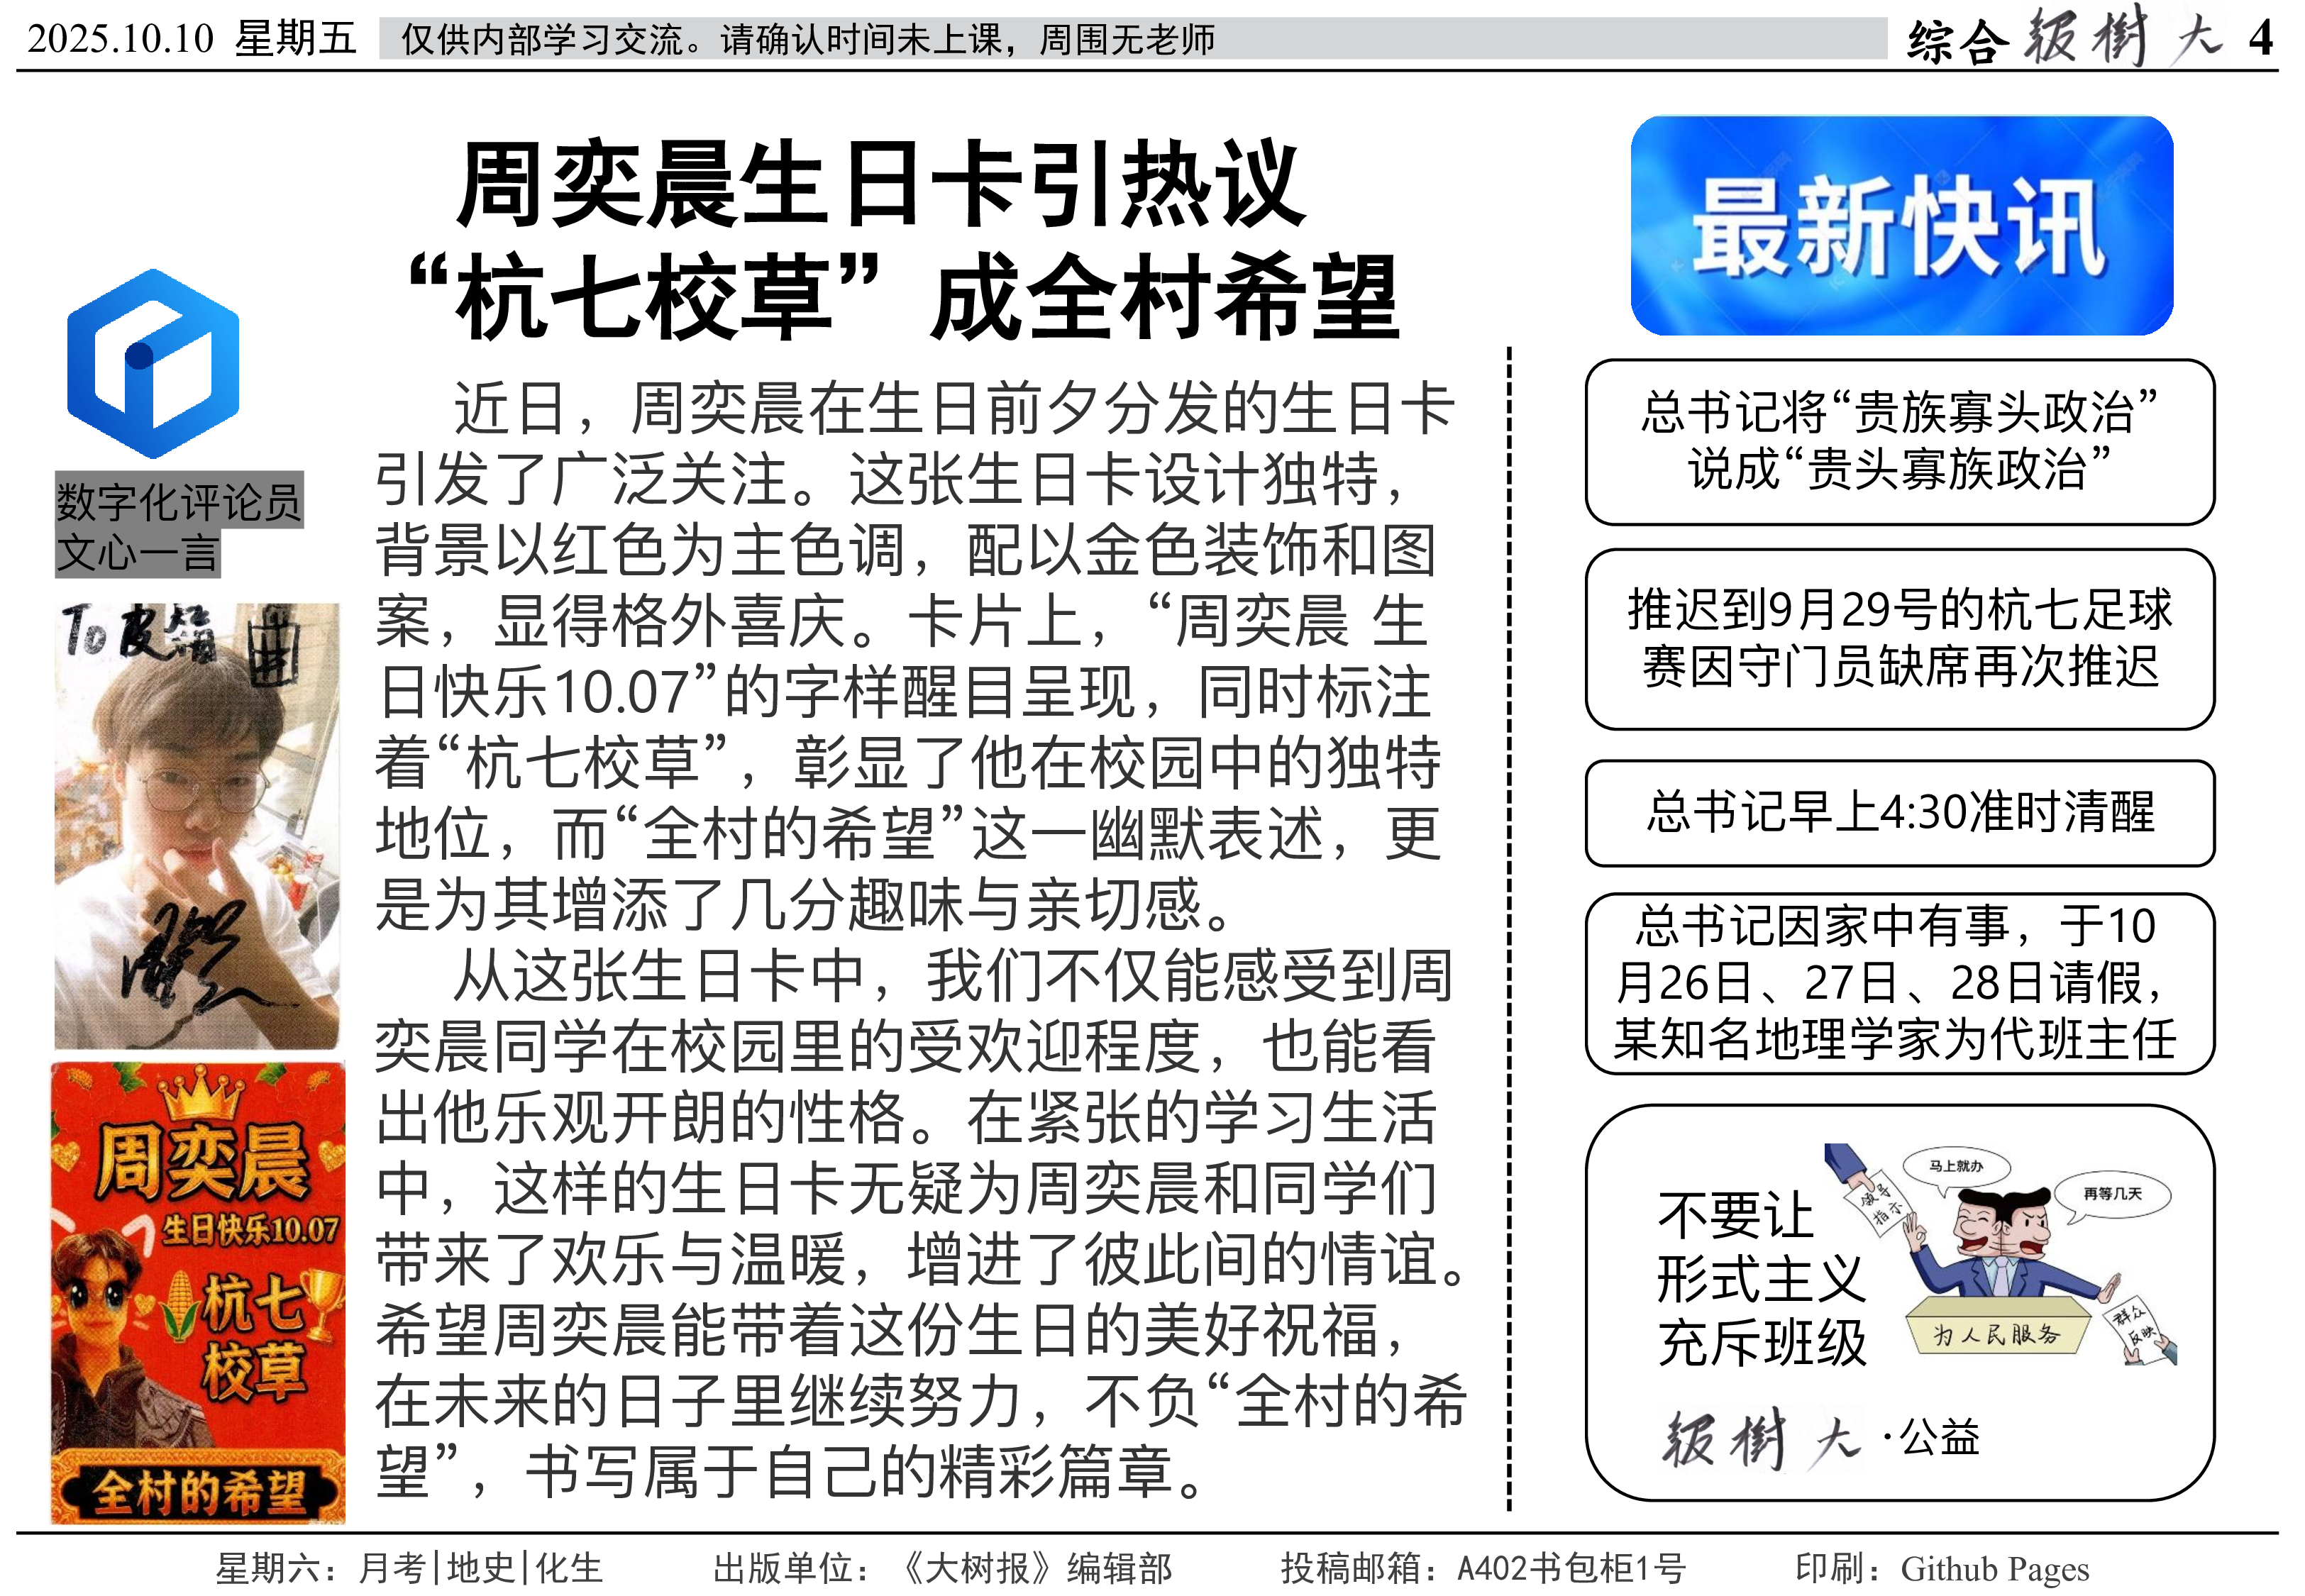 2025.10.10 星期五
仅供内部学习交流。请确认时间未上课，周围无老师
综合 报樹大 4
周奕晨生日卡引热议
“杭七校草”成全村希望
数字化评论员
文心一言
To 皮箱
周奕晨
生日快乐10.07
杭七
校草
全村的希望
近日，周奕晨在生日前夕分发的生日卡
引发了广泛关注。这张生日卡设计独特，
背景以红色为主色调，配以金色装饰和图
案，显得格外喜庆。卡片上，“周奕晨 生
日快乐10.07”的字样醒目呈现，同时标注
着“杭七校草”，彰显了他在校园中的独特
地位，而“全村的希望”这一幽默表述，更
是为其增添了几分趣味与亲切感。
从这张生日卡中，我们不仅能感受到周
奕晨同学在校园里的受欢迎程度，也能看
出他乐观开朗的性格。在紧张的学习生活
中，这样的生日卡无疑为周奕晨和同学们
带来了欢乐与温暖，增进了彼此间的情谊。
希望周奕晨能带着这份生日的美好祝福，
在未来的日子里继续努力，不负“全村的希
望”，书写属于自己的精彩篇章。
最新快讯
总书记将“贵族寡头政治”
说成“贵头寡族政治”
推迟到9月29号的杭七足球
赛因守门员缺席再次推迟
总书记早上4:30准时清醒
总书记因家中有事，于10
月26日、27日、28日请假，
某知名地理学家为代班主任
不要让
形式主义
充斥班级
马上就办
再等几天
领导
指示
为人民服务
群众
反映
报樹大·公益
星期六：月考|地史|化生
出版单位：《大树报》编辑部
投稿邮箱：A402书包柜1号
印刷：Github Pages